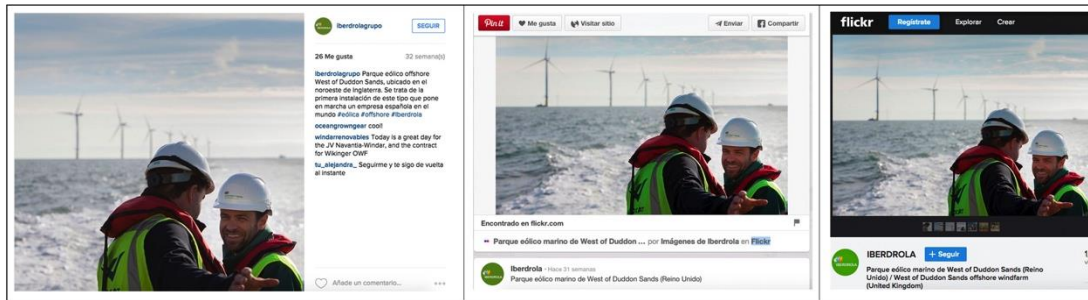 iberdrolagrupo
SEGUIR
26 Me gusta
32 semana(s)
iberdrolagrupo Parque eólico offshore
West of Duddon Sands, ubicado en el
noroeste de Inglaterra. Se trata de la
primera instalación de este tipo que pone
en marcha un empresa española en el
mundo #eólica #offshore #Iberdrola
oceangrowngear cool!
windarrenovables Today is a great day for
the JV Navantia-Windar, and the contract
for Wikinger OWF
tu_alejandra_ Seguirme y te sigo de vuelta
al instante
Añade un comentario...
Pin it
Me gusta
Visitar sitio
Enviar
Compartir
Encontrado en flickr.com
Parque eólico marino de West of Duddon ... por Imágenes de Iberdrola en Flickr
Iberdrola · Hace 31 semanas
Parque eólico marino de West of Duddon Sands (Reino Unido)
flickr
Regístrate
Explorar
Crear
IBERDROLA
+ Seguir
Parque eólico marino de West of Duddon Sands (Reino
Unido) / West of Duddon Sands offshore windfarm
(United Kingdom)